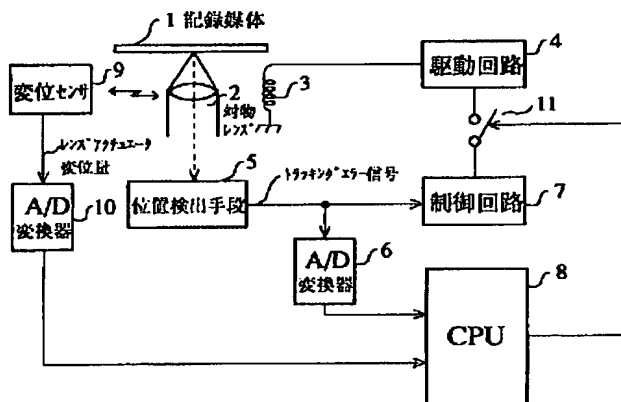 1 記録媒体
9
変位センサ
2
対物
レンズ
3
駆動回路
4
11
レンズアクチュエータ
変位量
5
位置検出手段
トラッキングエラー信号
制御回路
7
A/D
変換器
10
A/D
変換器
6
CPU
8